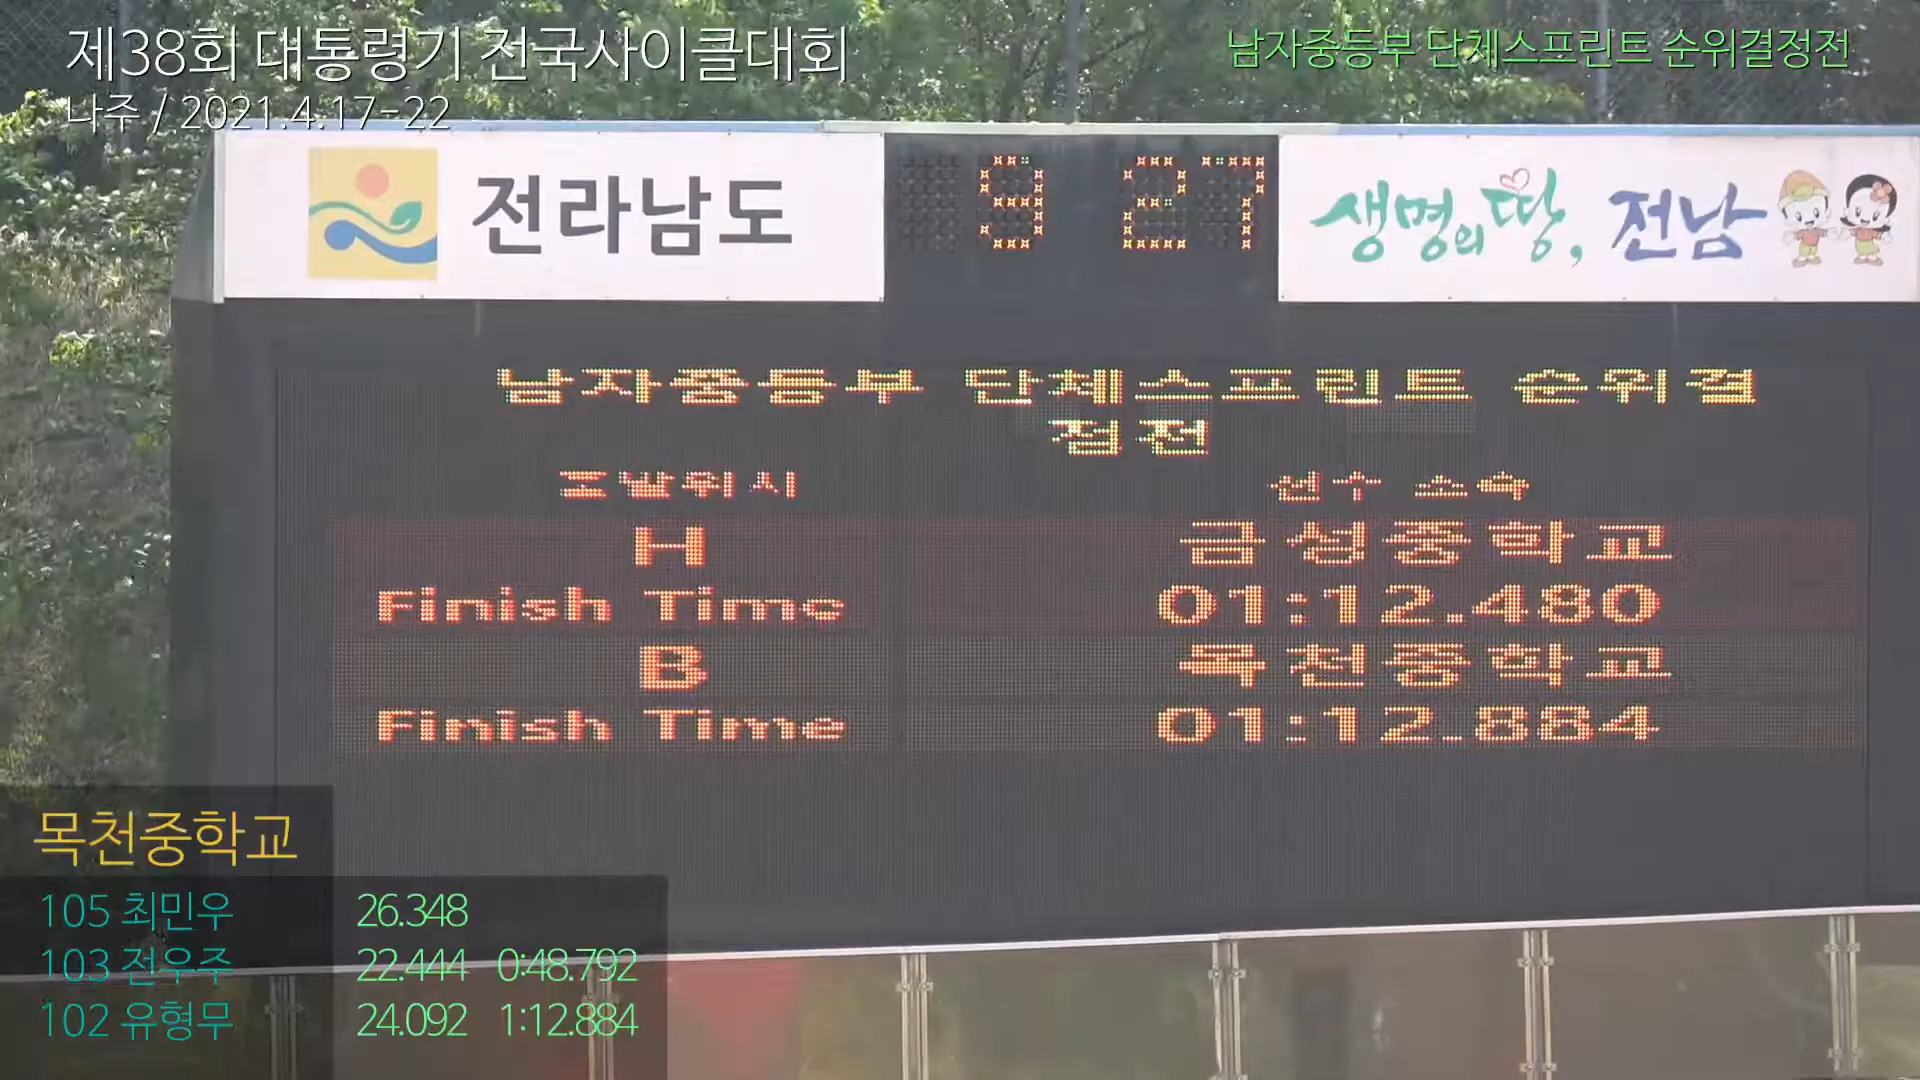 제38회 대통령기 전국사이클대회
나주 / 2021.4.17-22
남자중등부 단체스프린트 순위결정전
전라남도
9 27
생명의땅, 전남
남자중등부 단체스프린트 순위결
정전
출발위치 선수 소속
H 금성중학교
Finish Time 01:12.480
B 목천중학교
Finish Time 01:12.884
목천중학교
105 최민우 26.348
103 전우주 22.444 0:48.792
102 유형무 24.092 1:12.884